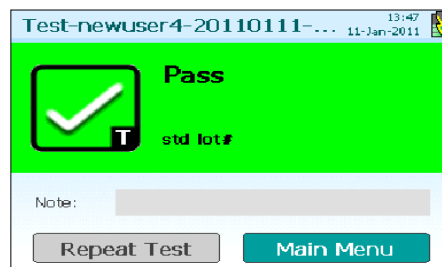 Test-newuser4-20110111-... 13:47
11-Jan-2011
Pass
T
std lot#
Note:
Repeat Test Main Menu